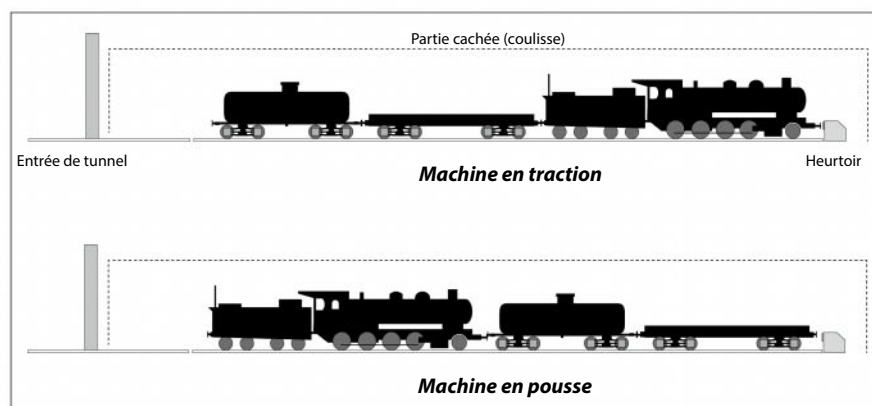 Partie cachée (coulisse)
Entrée de tunnel
Heurtoir
Machine en traction
Machine en pousse